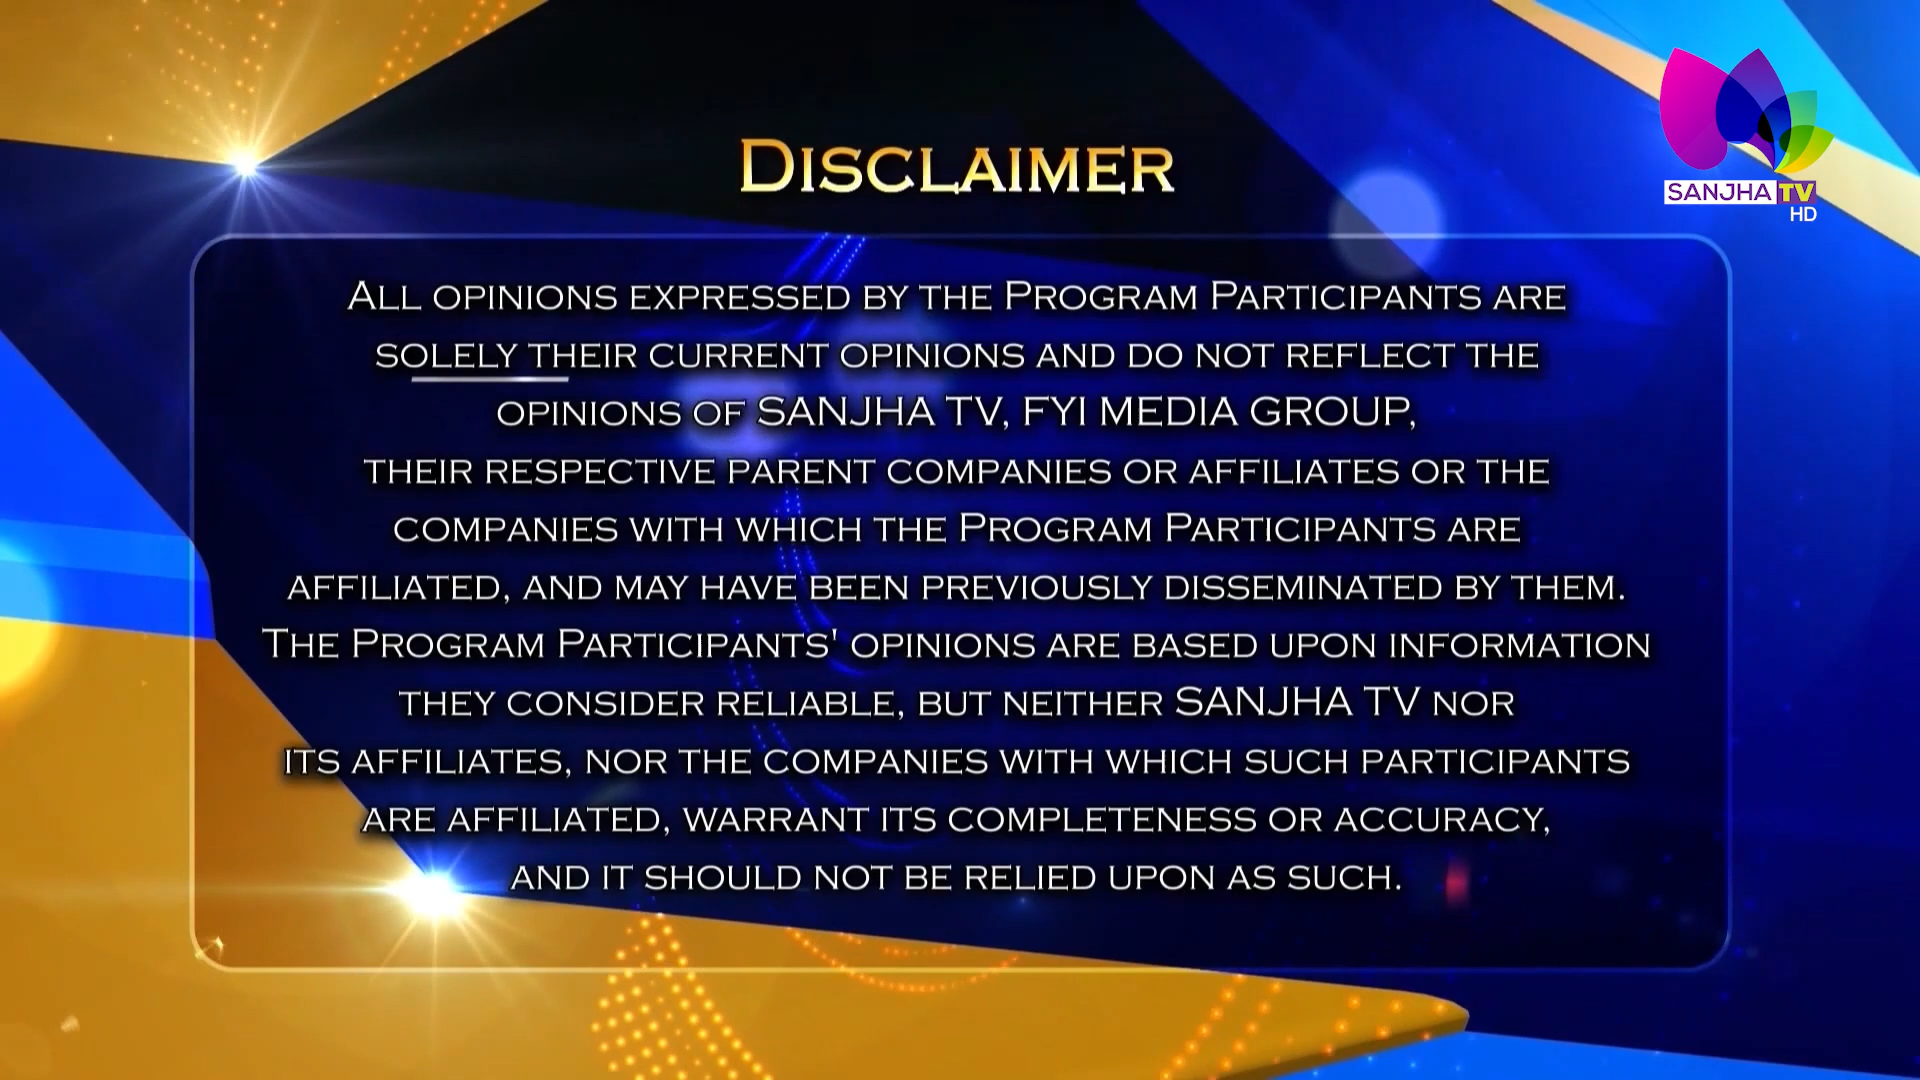 DISCLAIMER
SANJHA TV
HD
ALL OPINIONS EXPRESSED BY THE PROGRAM PARTICIPANTS ARE
SOLELY THEIR CURRENT OPINIONS AND DO NOT REFLECT THE
OPINIONS OF SANJHA TV, FYI MEDIA GROUP,
THEIR RESPECTIVE PARENT COMPANIES OR AFFILIATES OR THE
COMPANIES WITH WHICH THE PROGRAM PARTICIPANTS ARE
AFFILIATED, AND MAY HAVE BEEN PREVIOUSLY DISSEMINATED BY THEM.
THE PROGRAM PARTICIPANTS' OPINIONS ARE BASED UPON INFORMATION
THEY CONSIDER RELIABLE, BUT NEITHER SANJHA TV NOR
ITS AFFILIATES, NOR THE COMPANIES WITH WHICH SUCH PARTICIPANTS
ARE AFFILIATED, WARRANT ITS COMPLETENESS OR ACCURACY,
AND IT SHOULD NOT BE RELIED UPON AS SUCH.